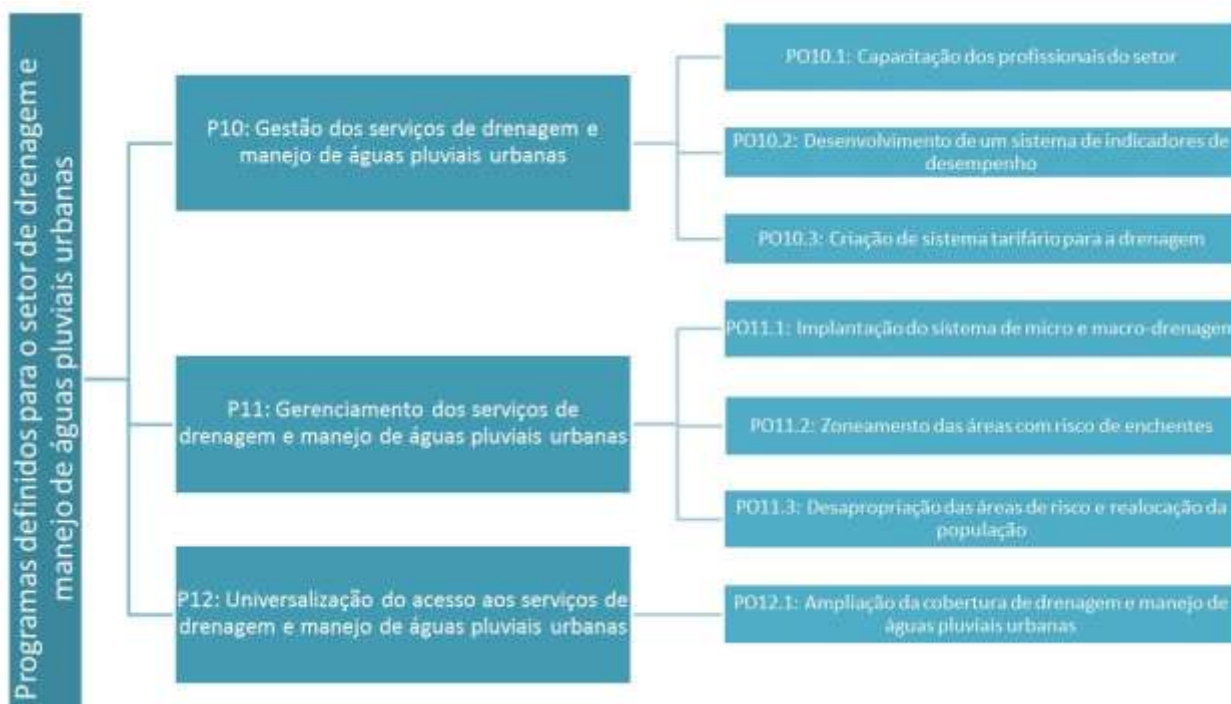 Programas definidos para o setor de drenagem e
manejo de águas pluviais urbanas
P10: Gestão dos serviços de drenagem e
manejo de águas pluviais urbanas
PO10.1: Capacitação dos profissionais do setor
PO10.2: Desenvolvimento de um sistema de indicadores de
desempenho
PO10.3: Criação de sistema tarifário para a drenagem
P11: Gerenciamento dos serviços de
drenagem e manejo de águas pluviais urbanas
PO11.1: Implantação do sistema de micro e macro-drenagem
PO11.2: Zoneamento das áreas com risco de enchentes
PO11.3: Desapropriação das áreas de risco e realocação da
população
P12: Universalização do acesso aos serviços de
drenagem e manejo de águas pluviais urbanas
PO12.1: Ampliação da cobertura de drenagem e manejo de
águas pluviais urbanas